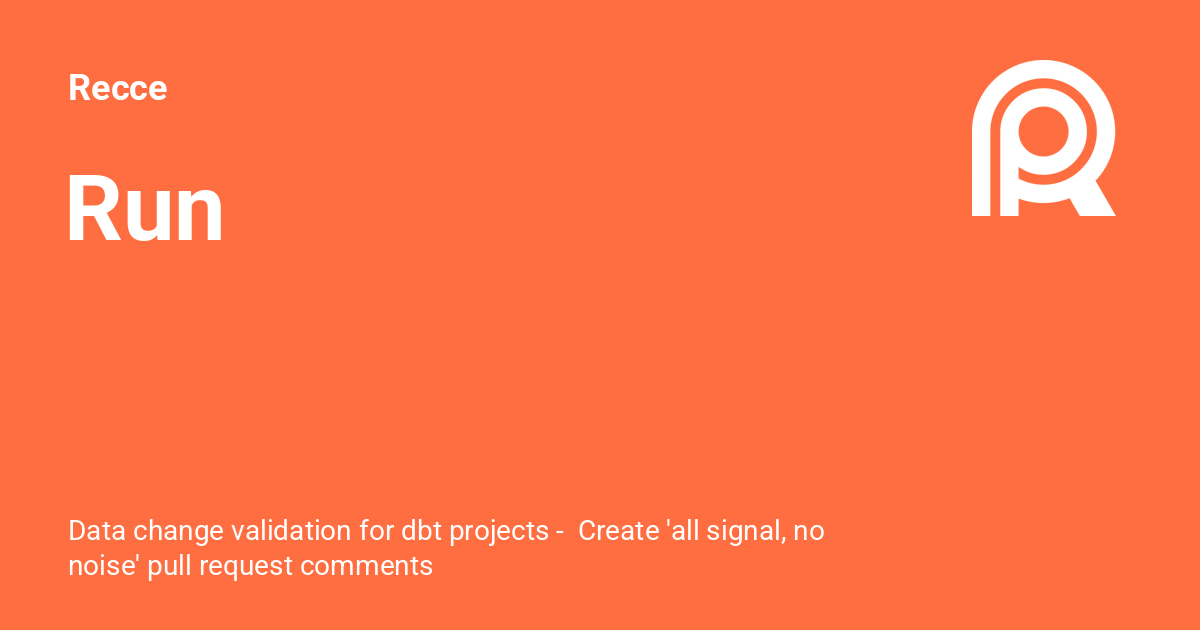 Recce
Run
Data change validation for dbt projects -  Create 'all signal, no
noise' pull request comments